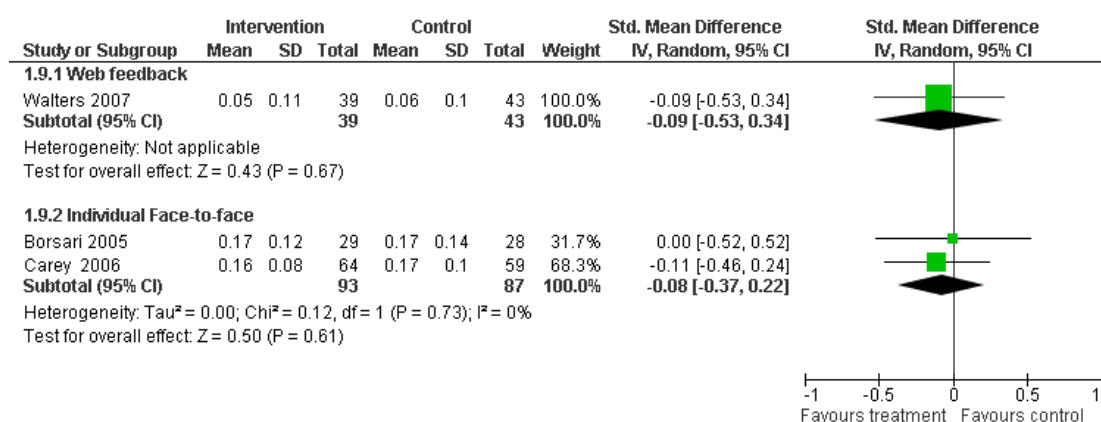 Intervention Control Std. Mean Difference Std. Mean Difference
Study or Subgroup Mean SD Total Mean SD Total Weight IV, Random, 95% CI IV, Random, 95% CI
1.9.1 Web feedback
Walters 2007 0.05 0.11 39 0.06 0.1 43 100.0% -0.09 [-0.53, 0.34]
Subtotal (95% CI) 39 43 100.0% -0.09 [-0.53, 0.34]
Heterogeneity: Not applicable
Test for overall effect: Z = 0.43 (P = 0.67)
1.9.2 Individual Face-to-face
Borsari 2005 0.17 0.12 29 0.17 0.14 28 31.7% 0.00 [-0.52, 0.52]
Carey 2006 0.16 0.08 64 0.17 0.1 59 68.3% -0.11 [-0.46, 0.24]
Subtotal (95% CI) 93 87 100.0% -0.08 [-0.37, 0.22]
Heterogeneity: Tau² = 0.00; Chi² = 0.12, df = 1 (P = 0.73); I² = 0%
Test for overall effect: Z = 0.50 (P = 0.61)
-1 -0.5 0 0.5 1
Favours treatment Favours control